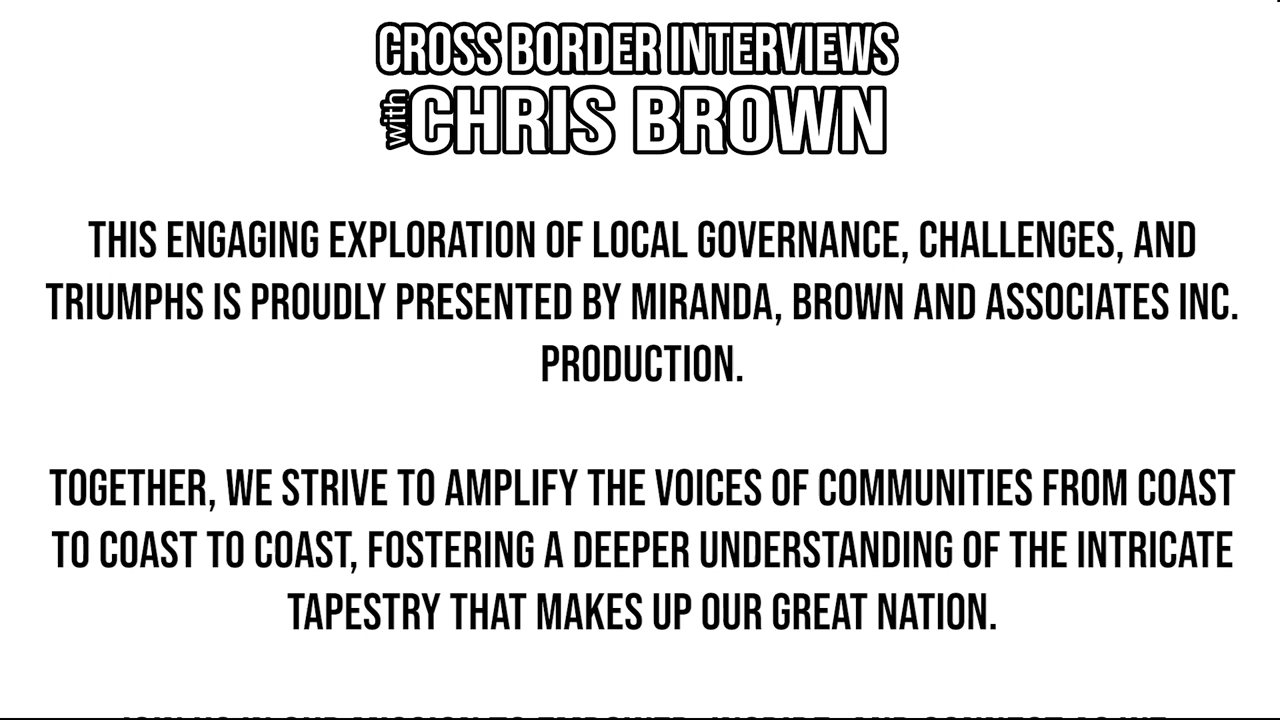 CROSS BORDER INTERVIEWS
with CHRIS BROWN
THIS ENGAGING EXPLORATION OF LOCAL GOVERNANCE, CHALLENGES, AND
TRIUMPHS IS PROUDLY PRESENTED BY MIRANDA, BROWN AND ASSOCIATES INC.
PRODUCTION.
TOGETHER, WE STRIVE TO AMPLIFY THE VOICES OF COMMUNITIES FROM COAST
TO COAST TO COAST, FOSTERING A DEEPER UNDERSTANDING OF THE INTRICATE
TAPESTRY THAT MAKES UP OUR GREAT NATION.